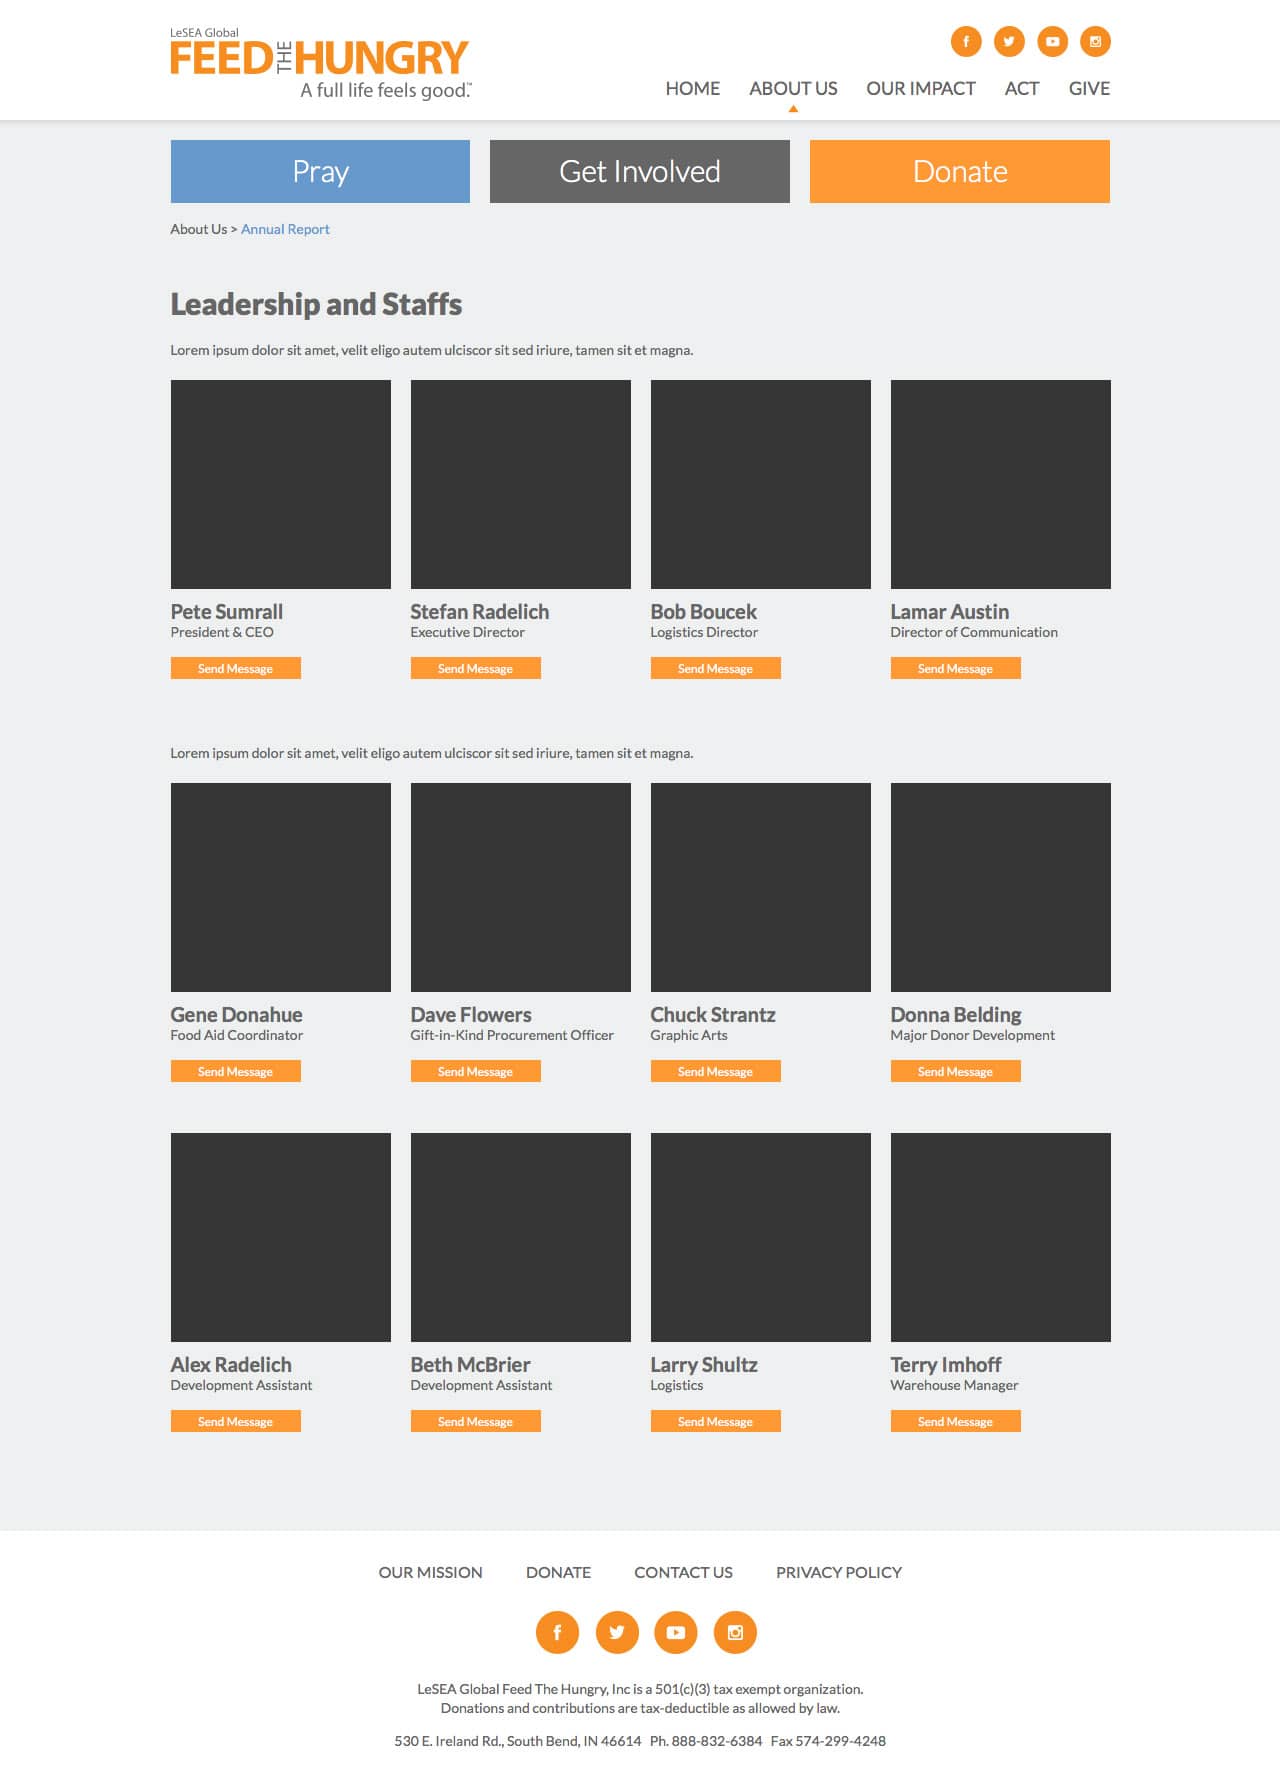 LeSEA Global
FEED THE HUNGRY
A full life feels good.™
HOME ABOUT US OUR IMPACT ACT GIVE
Pray Get Involved Donate
About Us > Annual Report
Leadership and Staffs
Lorem ipsum dolor sit amet, velit eligo autem ulciscor sit sed iriure, tamen sit et magna.
Pete Sumrall Stefan Radelich Bob Boucek Lamar Austin
President & CEO Executive Director Logistics Director Director of Communication
Send Message Send Message Send Message Send Message
Lorem ipsum dolor sit amet, velit eligo autem ulciscor sit sed iriure, tamen sit et magna.
Gene Donahue Dave Flowers Chuck Strantz Donna Belding
Food Aid Coordinator Gift-in-Kind Procurement Officer Graphic Arts Major Donor Development
Send Message Send Message Send Message Send Message
Alex Radelich Beth McBrier Larry Shultz Terry Imhoff
Development Assistant Development Assistant Logistics Warehouse Manager
Send Message Send Message Send Message Send Message
OUR MISSION DONATE CONTACT US PRIVACY POLICY
LeSEA Global Feed The Hungry, Inc is a 501(c)(3) tax exempt organization.
Donations and contributions are tax-deductible as allowed by law.
530 E. Ireland Rd., South Bend, IN 46614 Ph. 888-832-6384 Fax 574-299-4248